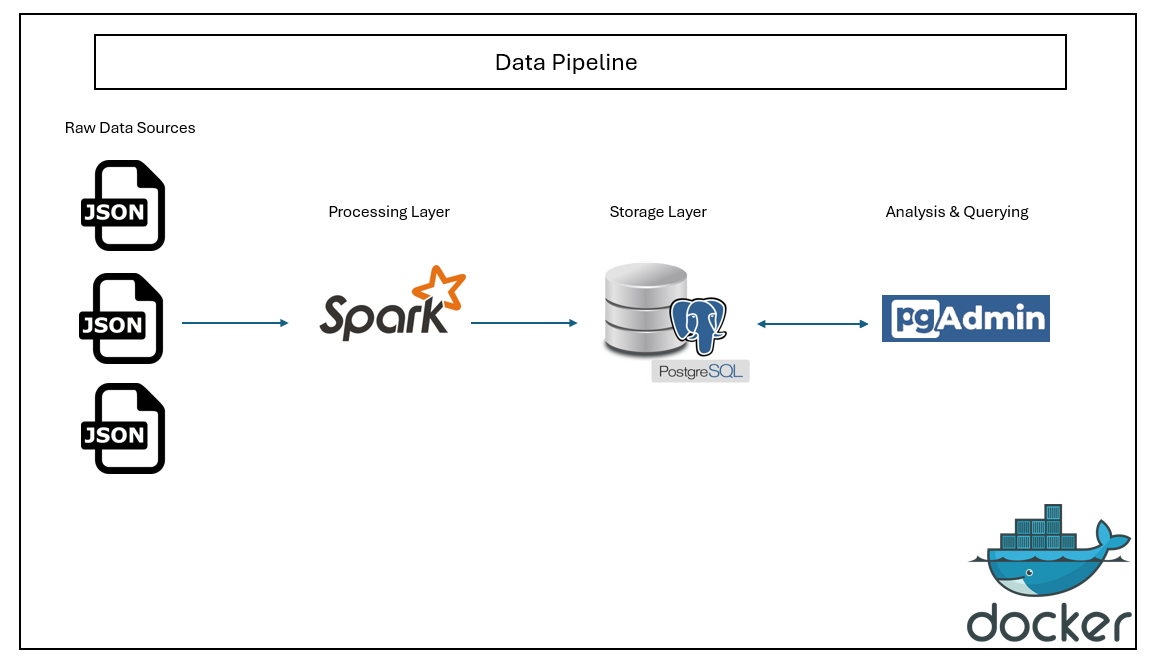 Data Pipeline
Raw Data Sources
JSON
JSON
JSON
Processing Layer
Spark
Storage Layer
PostgreSQL
Analysis & Querying
pgAdmin
docker